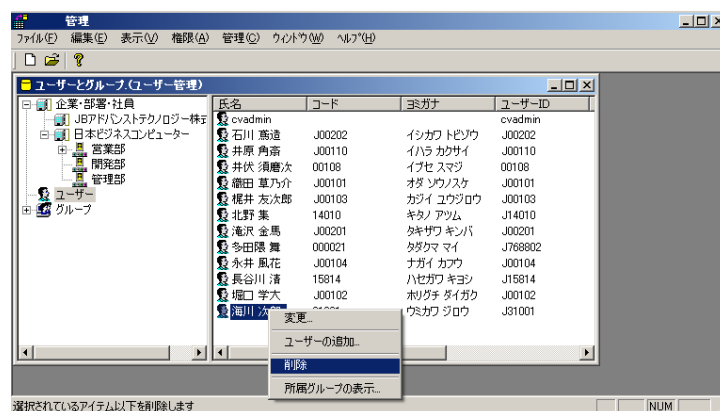 管理
ファイル(F) 編集(E) 表示(V) 権限(A) 管理(C) ウィンドウ(W) ヘルプ(H)
ユーザーとグループ.(ユーザー管理)
企業・部署・社員
JBアドバンストテクノロジー株式
日本ビジネスコンピューター
営業部
開発部
管理部
ユーザー
グループ
氏名 コード ヨミガナ ユーザーID
cvadmin cvadmin
石川 蔦造 J00202 イシカワ トビゾウ J00202
井原 角斎 J00110 イハラ カクサイ J00110
井伏 須磨次 00108 イブセ スマジ 00108
織田 草乃介 J00101 オダ ソウノスケ J00101
梶井 友次郎 J00103 カジイ ユウジロウ J00103
北野 集 14010 キタノ アツム J14010
滝沢 金馬 J00201 タキザワ キンバ J00201
多田隈 舞 000021 タダクマ マイ J768802
永井 風花 J00104 ナガイ カフウ J00104
長谷川 清 15814 ハセガワ キヨシ J15814
堀口 学大 J00102 ホリグチ ダイガク J00102
海川 次 ウミカワ ジロウ J31001
変更...
ユーザーの追加...
削除
所属グループの表示...
選択されているアイテム以下を削除します
NUM